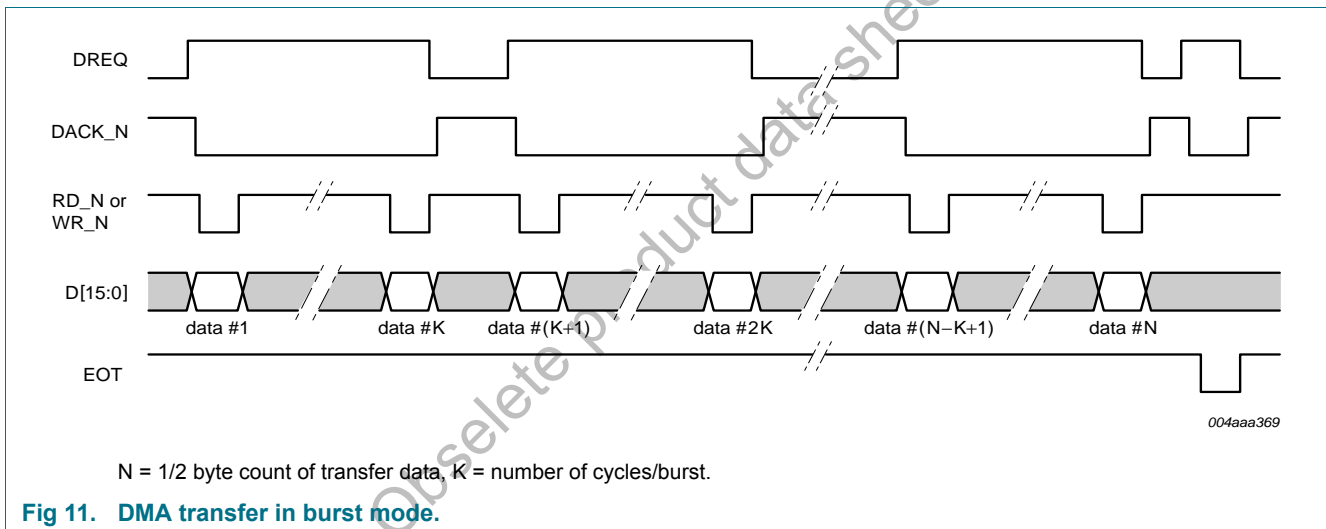 DREQ
DACK_N
RD_N or
WR_N
D[15:0]
data #1
data #K
data #(K+1)
data #2K
data #(N−K+1)
data #N
EOT
004aaa369
N = 1/2 byte count of transfer data, K = number of cycles/burst.
Fig 11. DMA transfer in burst mode.
Obsolete product data shee